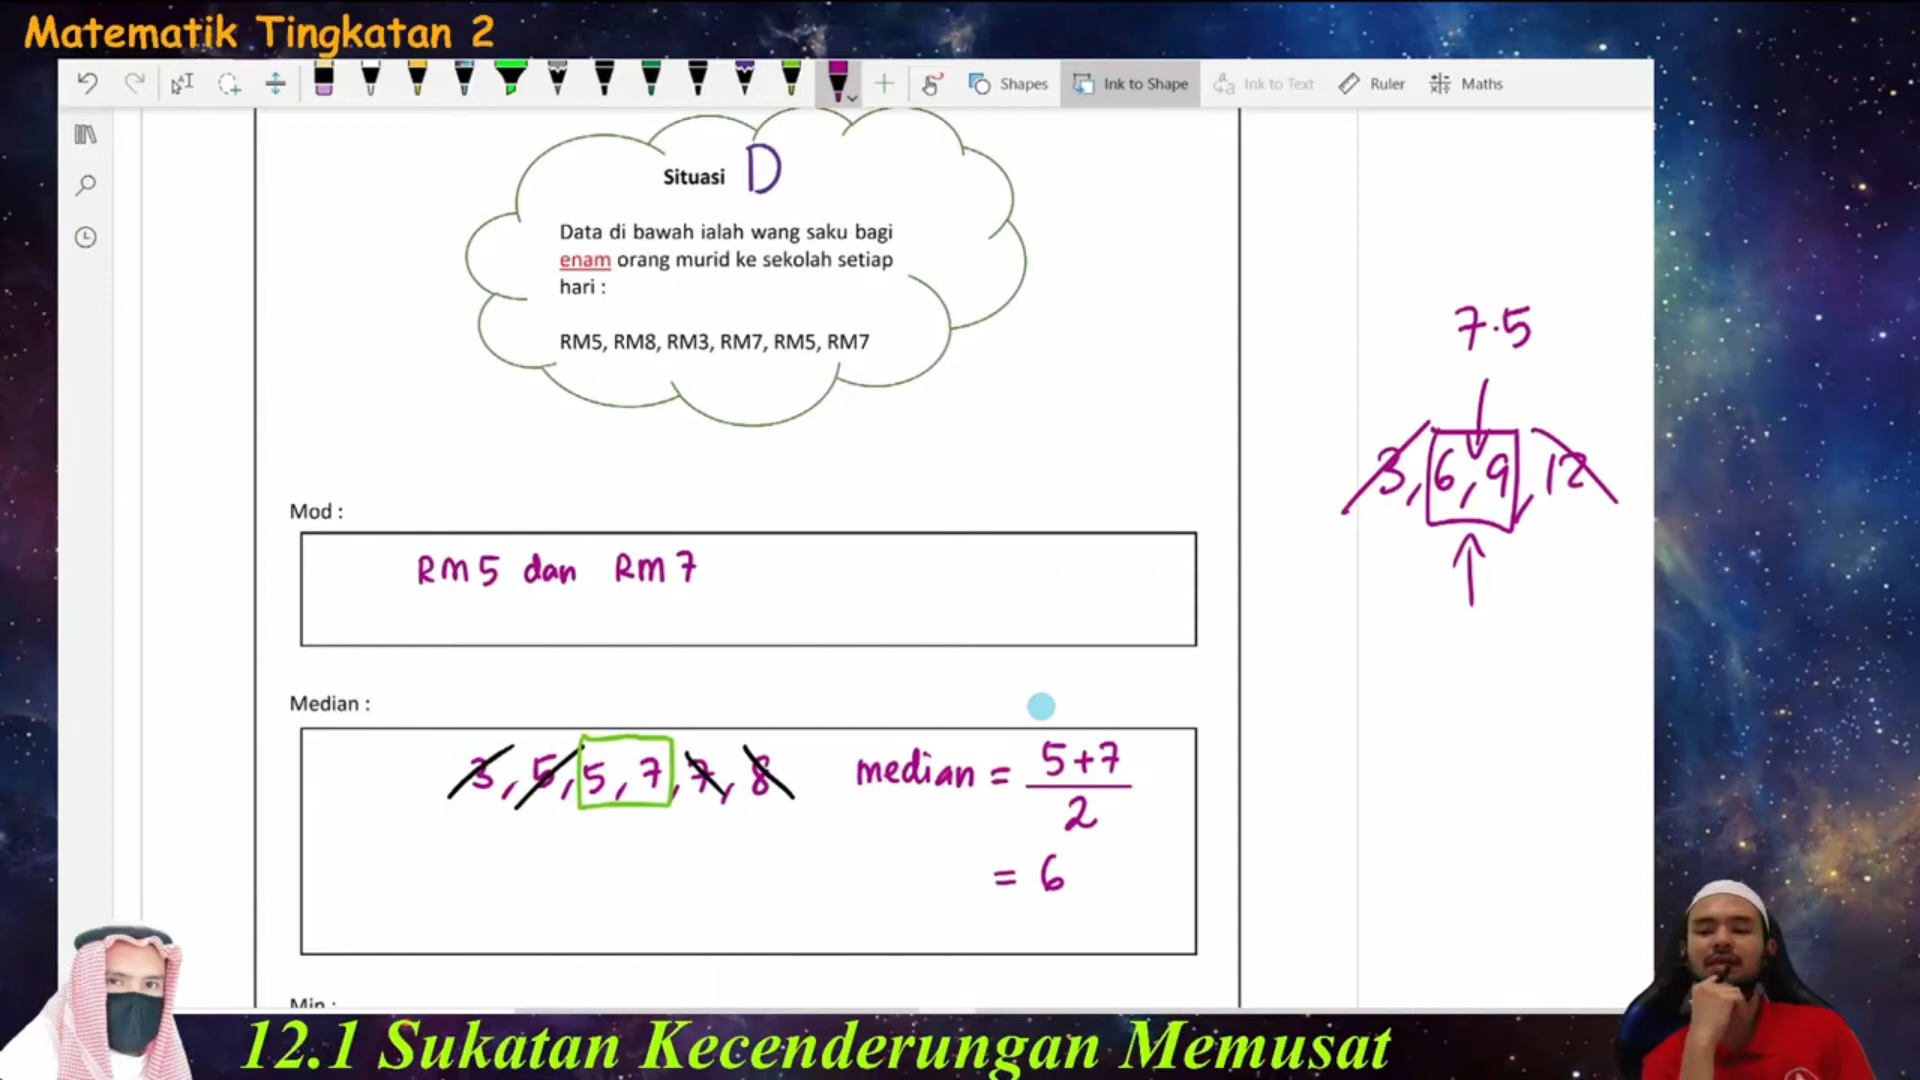 Matematik Tingkatan 2
Shapes
Ink to Shape
Ink to Text
Ruler
Maths
Situasi D
Data di bawah ialah wang saku bagi
enam orang murid ke sekolah setiap
hari :
RM5, RM8, RM3, RM7, RM5, RM7
7.5
3, 6, 9, 12
Mod :
RM5 dan RM7
Median :
3, 5, 5, 7, 7, 8
median = 5+7
2
= 6
Min :
12.1 Sukatan Kecenderungan Memusat